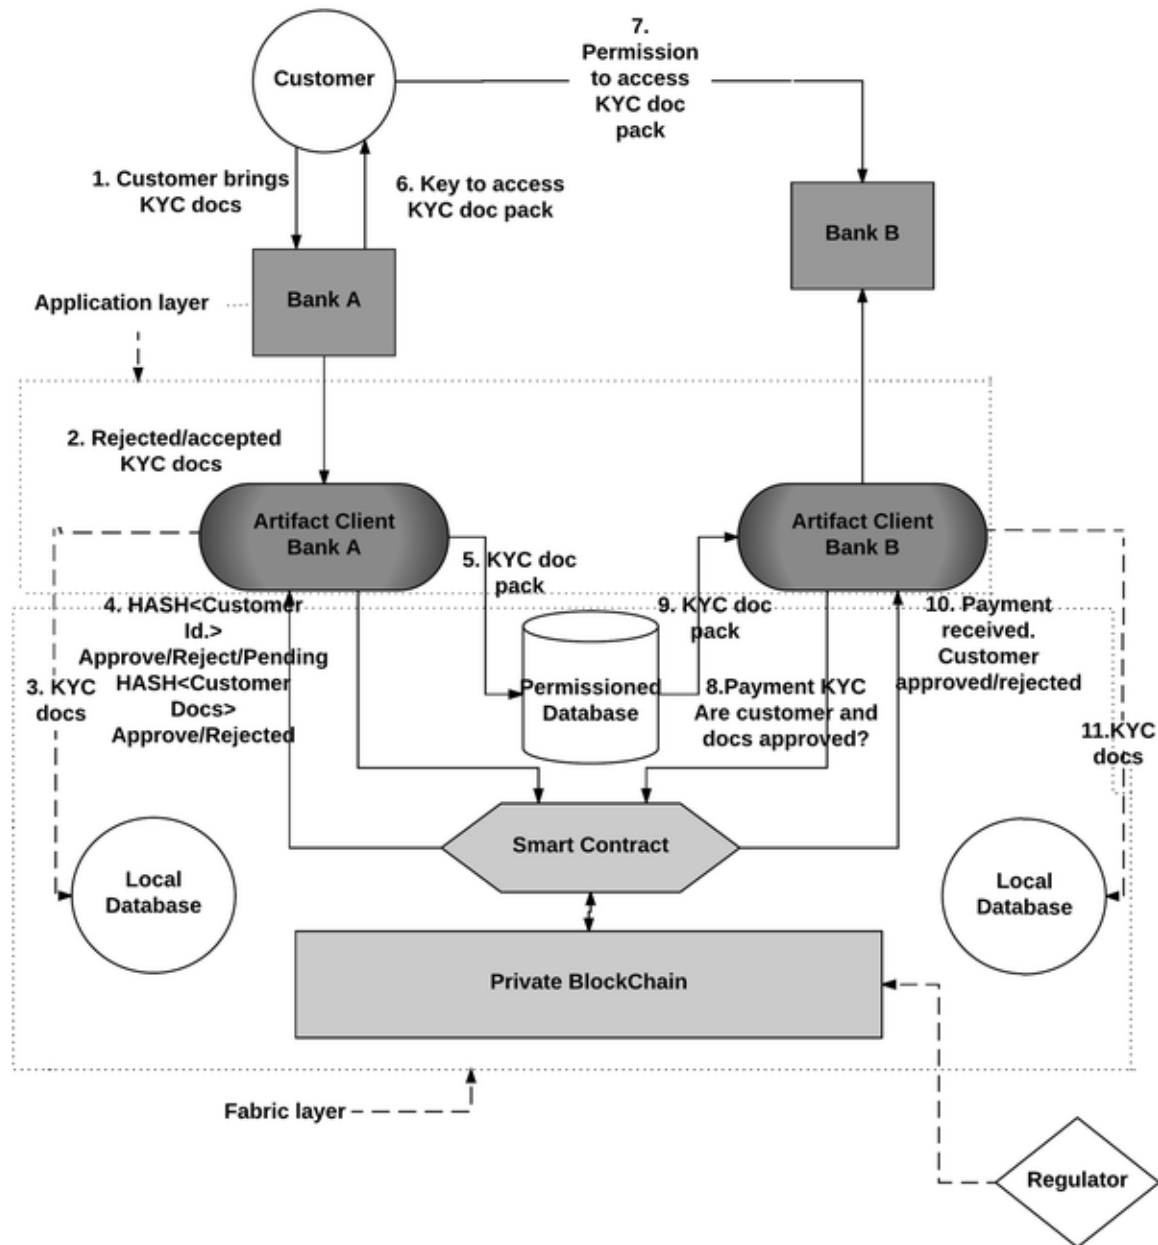 7.
Permission
to access
KYC doc
pack
Customer
1. Customer brings
KYC docs
6. Key to access
KYC doc pack
Bank B
Application layer
Bank A
2. Rejected/accepted
KYC docs
Artifact Client
Bank A
Artifact Client
Bank B
5. KYC doc
pack
4. HASH<Customer
Id.>
Approve/Reject/Pending
HASH<Customer
Docs>
Approve/Rejected
9. KYC doc
pack
10. Payment
received.
Customer
approved/rejected
3. KYC
docs
Permissioned
Database
8.Payment KYC
Are customer and
docs approved?
11.KYC
docs
Smart Contract
Local
Database
Local
Database
Private BlockChain
Fabric layer
Regulator